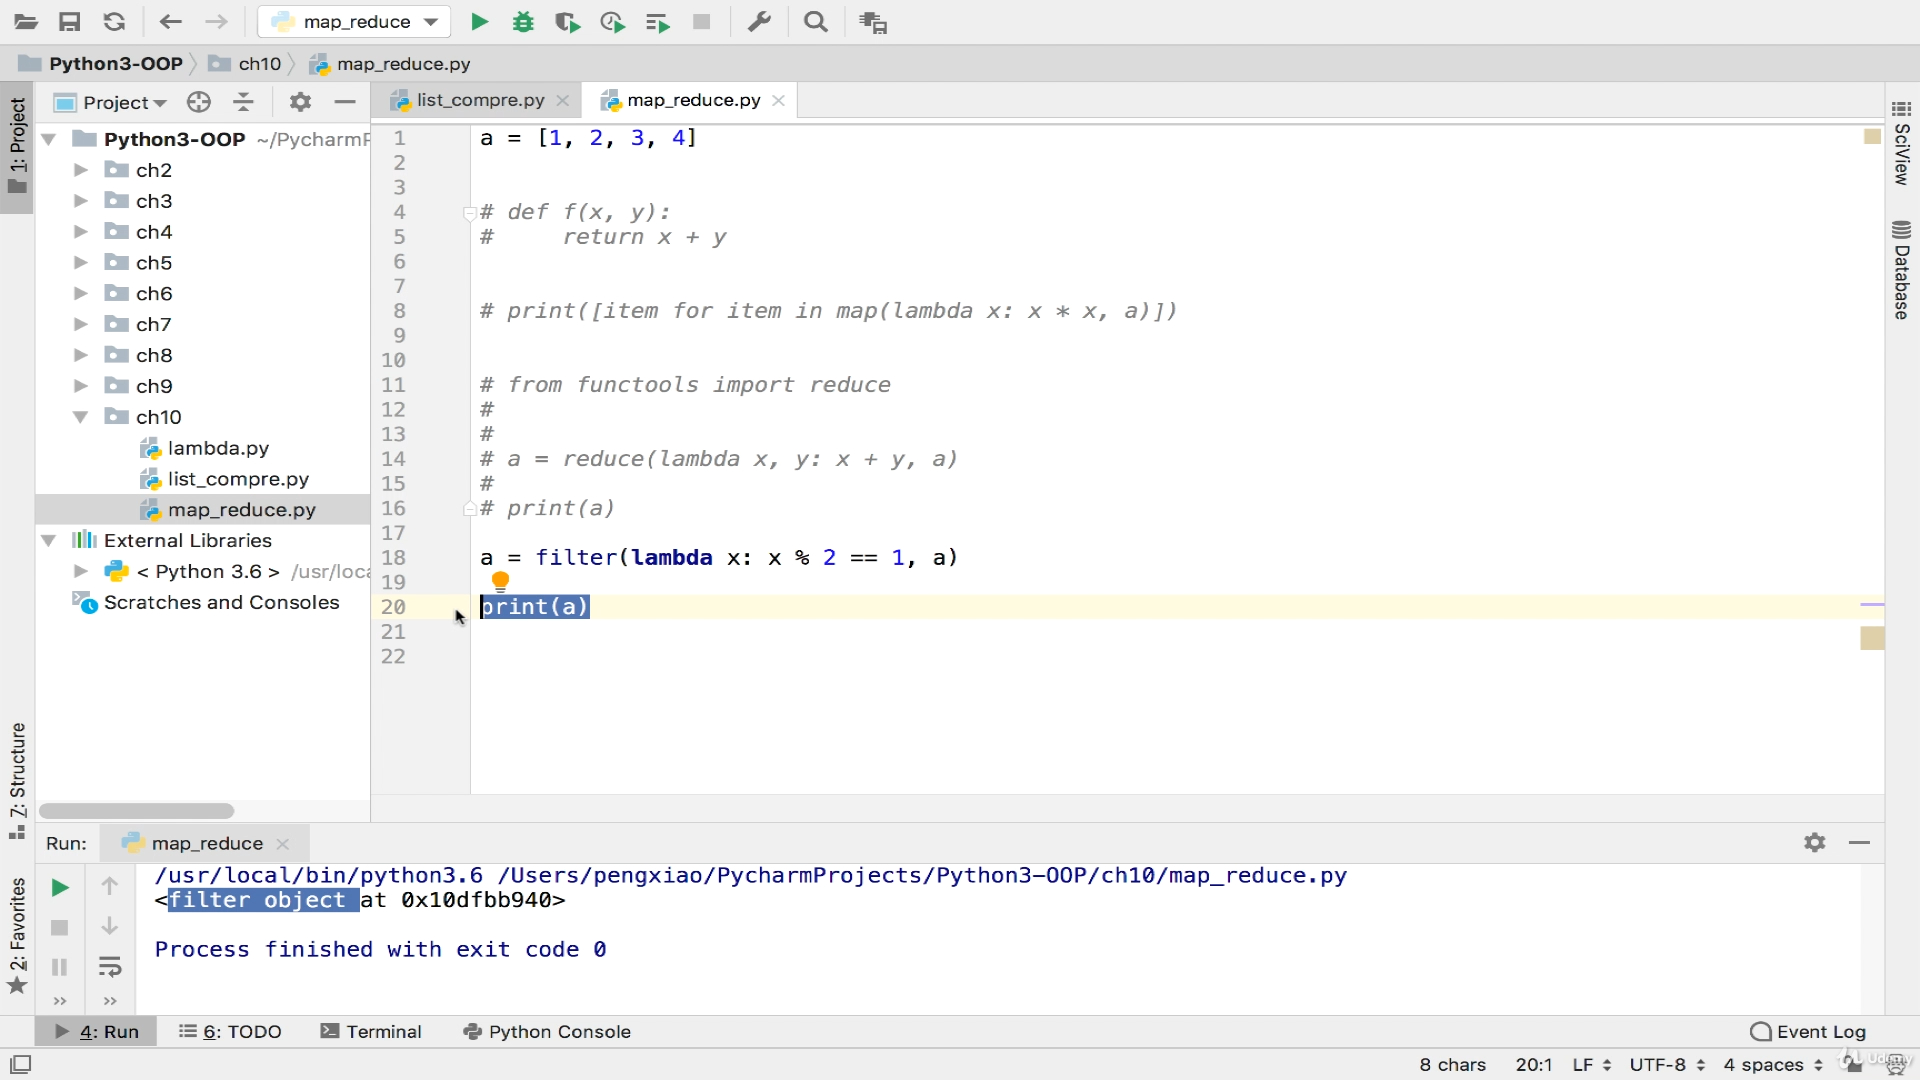 map_reduce
Python3-OOP
ch10
map_reduce.py
1: Project
Project
list_compre.py
map_reduce.py
Python3-OOP ~/PycharmP
ch2
ch3
ch4
ch5
ch6
ch7
ch8
ch9
ch10
lambda.py
list_compre.py
map_reduce.py
External Libraries
< Python 3.6 > /usr/loca
Scratches and Consoles
1 a = [1, 2, 3, 4]
2
3
4 # def f(x, y):
5 #     return x + y
6
7
8 # print([item for item in map(lambda x: x * x, a)])
9
10
11 # from functools import reduce
12 #
13 #
14 # a = reduce(lambda x, y: x + y, a)
15 #
16 # print(a)
17
18 a = filter(lambda x: x % 2 == 1, a)
19
20 print(a)
21
22
SciView
Database
Z: Structure
2: Favorites
Run:
map_reduce
/usr/local/bin/python3.6 /Users/pengxiao/PycharmProjects/Python3-OOP/ch10/map_reduce.py
<filter object at 0x10dfbb940>
Process finished with exit code 0
»
»
4: Run
6: TODO
Terminal
Python Console
Event Log
8 chars
20:1
LF
UTF-8
4 spaces
Udemy